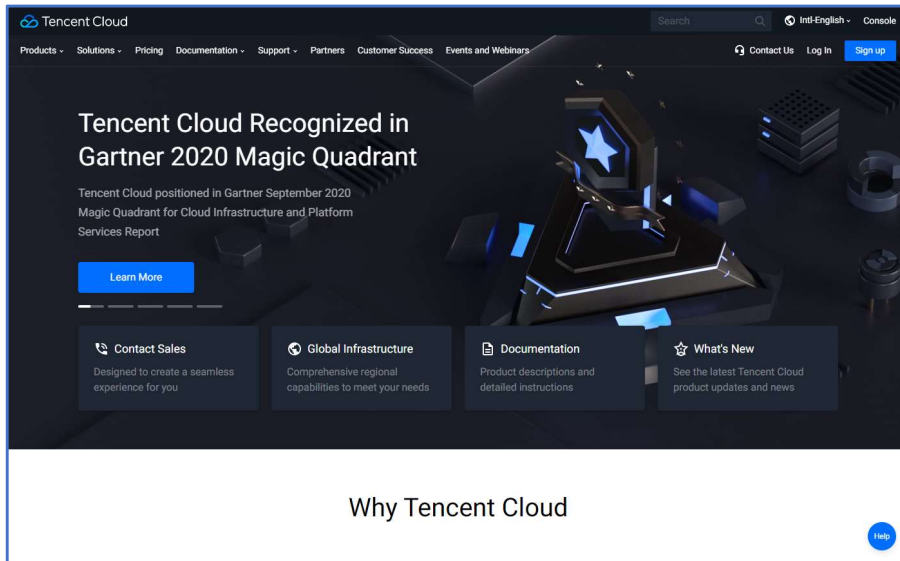 Tencent Cloud
Search
Intl-English
Console
Products
Solutions
Pricing
Documentation
Support
Partners
Customer Success
Events and Webinars
Contact Us
Log In
Sign up
Tencent Cloud Recognized in
Gartner 2020 Magic Quadrant
Tencent Cloud positioned in Gartner September 2020
Magic Quadrant for Cloud Infrastructure and Platform
Services Report
Learn More
Contact Sales
Designed to create a seamless
experience for you
Global Infrastructure
Comprehensive regional
capabilities to meet your needs
Documentation
Product descriptions and
detailed instructions
What's New
See the latest Tencent Cloud
product updates and news
Why Tencent Cloud
Help